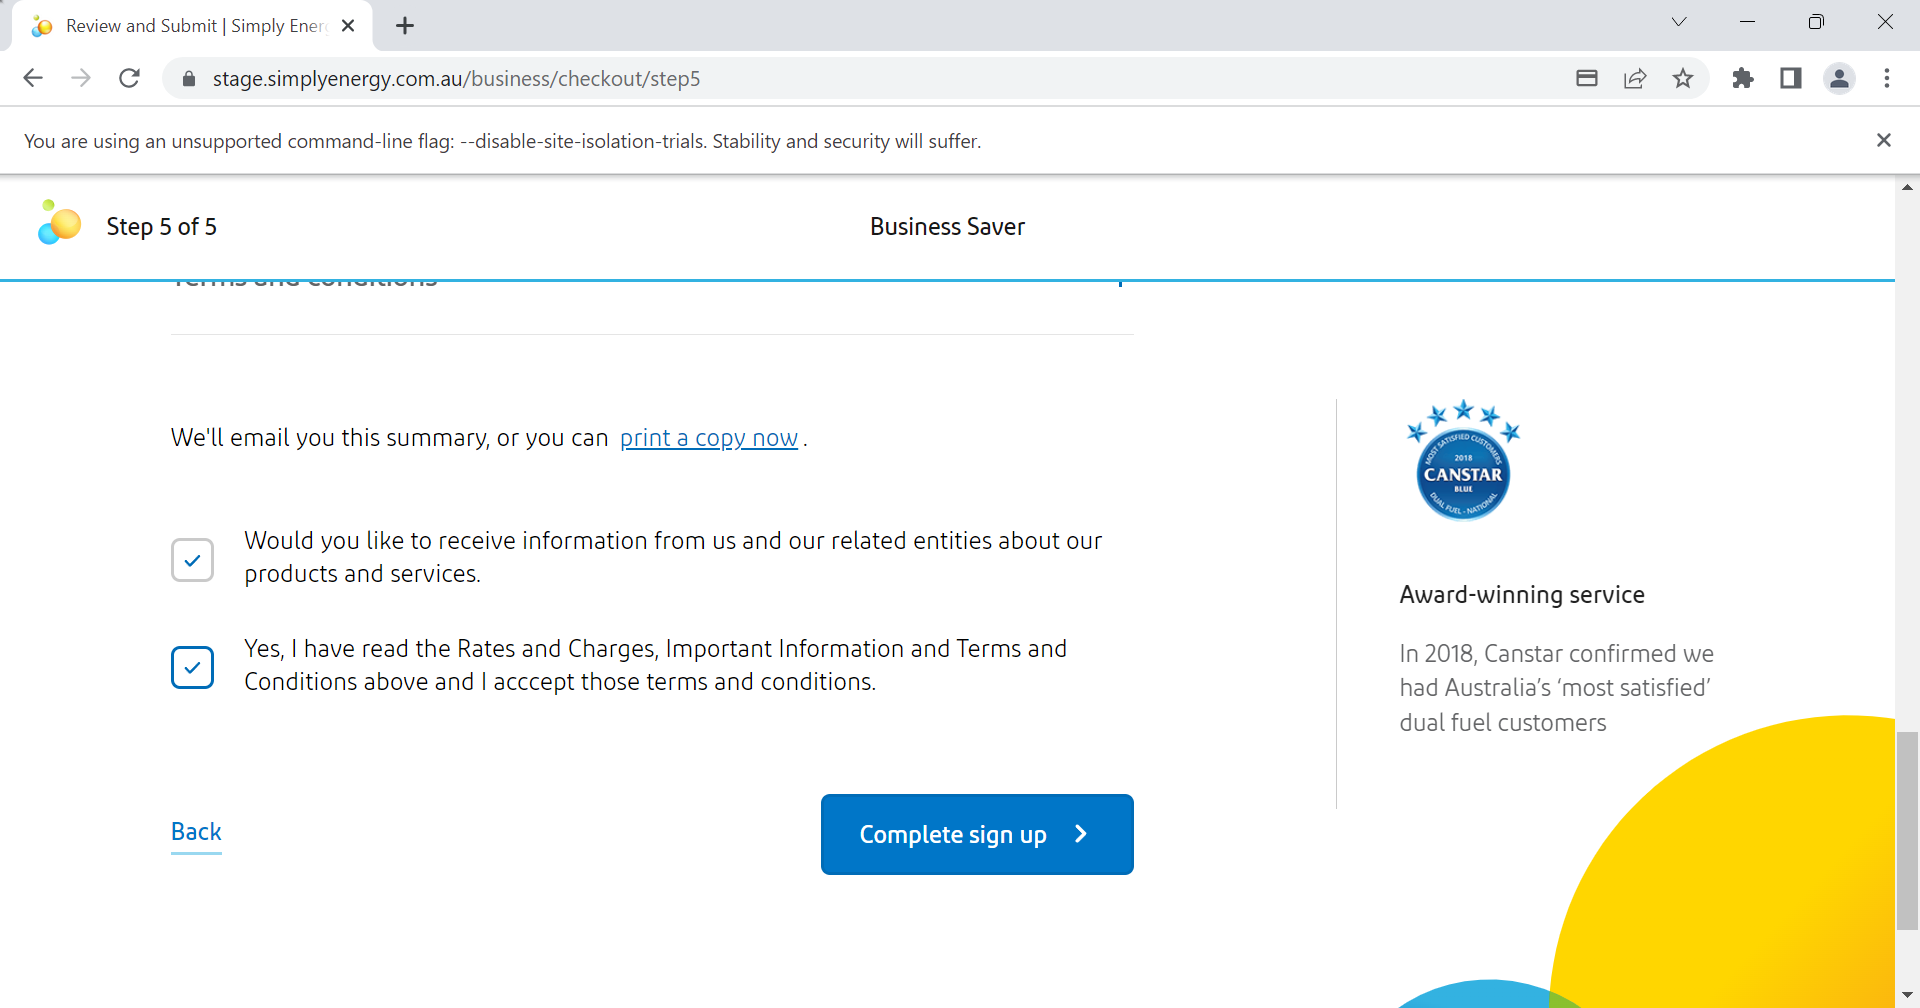 Review and Submit | Simply Ener
stage.simplyenergy.com.au/business/checkout/step5
You are using an unsupported command-line flag: --disable-site-isolation-trials. Stability and security will suffer.
Step 5 of 5
Business Saver
Terms and conditions
We'll email you this summary, or you can print a copy now.
Would you like to receive information from us and our related entities about our
products and services.
Yes, I have read the Rates and Charges, Important Information and Terms and
Conditions above and I acccept those terms and conditions.
Back
Complete sign up
MOST SATISFIED CUSTOMERS
2018
CANSTAR
BLUE
DUAL FUEL - NATIONAL
Award-winning service
In 2018, Canstar confirmed we
had Australia’s ‘most satisfied’
dual fuel customers